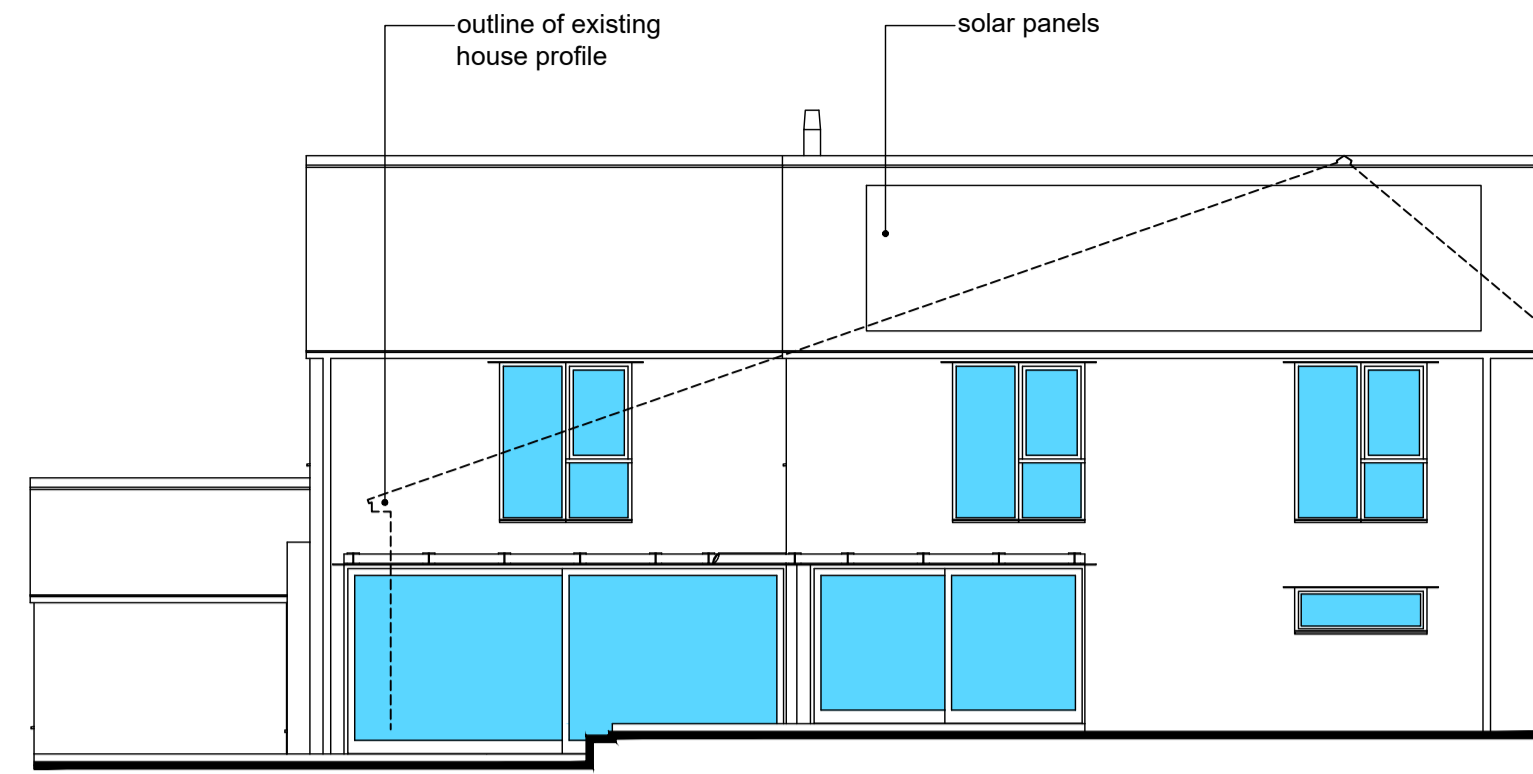 outline of existing
house profile
solar panels